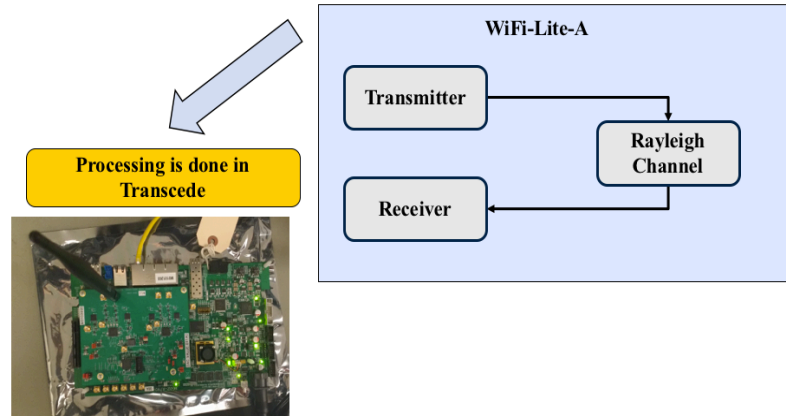 WiFi-Lite-A
Transmitter
Rayleigh
Channel
Receiver
Processing is done in
Transcede